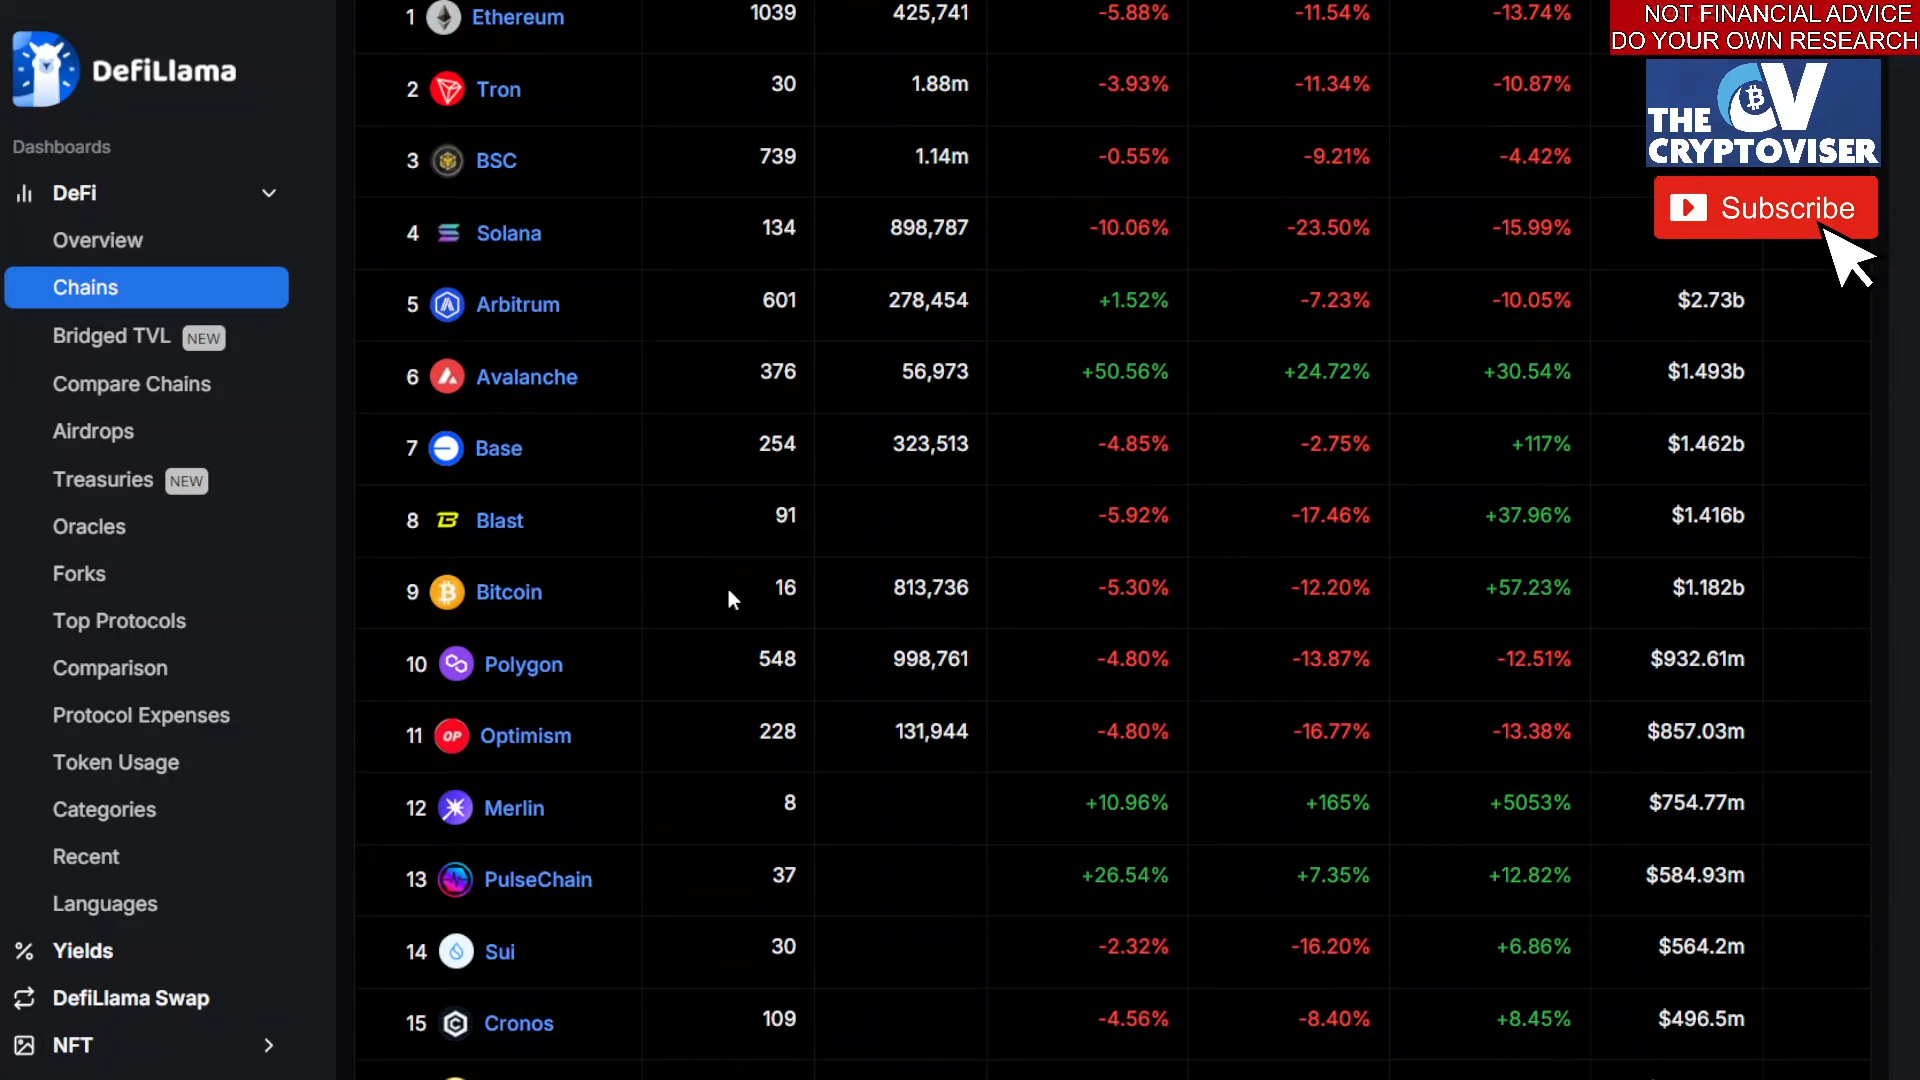 DefiLlama
Dashboards
DeFi
Overview
Chains
Bridged TVL NEW
Compare Chains
Airdrops
Treasuries NEW
Oracles
Forks
Top Protocols
Comparison
Protocol Expenses
Token Usage
Categories
Recent
Languages
Yields
DefiLlama Swap
NFT
1 Ethereum 1039 425,741 -5.88% -11.54% -13.74%
2 Tron 30 1.88m -3.93% -11.34% -10.87%
3 BSC 739 1.14m -0.55% -9.21% -4.42%
4 Solana 134 898,787 -10.06% -23.50% -15.99%
5 Arbitrum 601 278,454 +1.52% -7.23% -10.05% $2.73b
6 Avalanche 376 56,973 +50.56% +24.72% +30.54% $1.493b
7 Base 254 323,513 -4.85% -2.75% +117% $1.462b
8 Blast 91 -5.92% -17.46% +37.96% $1.416b
9 Bitcoin 16 813,736 -5.30% -12.20% +57.23% $1.182b
10 Polygon 548 998,761 -4.80% -13.87% -12.51% $932.61m
11 OP Optimism 228 131,944 -4.80% -16.77% -13.38% $857.03m
12 Merlin 8 +10.96% +165% +5053% $754.77m
13 PulseChain 37 +26.54% +7.35% +12.82% $584.93m
14 Sui 30 -2.32% -16.20% +6.86% $564.2m
15 Cronos 109 -4.56% -8.40% +8.45% $496.5m
NOT FINANCIAL ADVICE
DO YOUR OWN RESEARCH
CV
THE
CRYPTOVISER
Subscribe